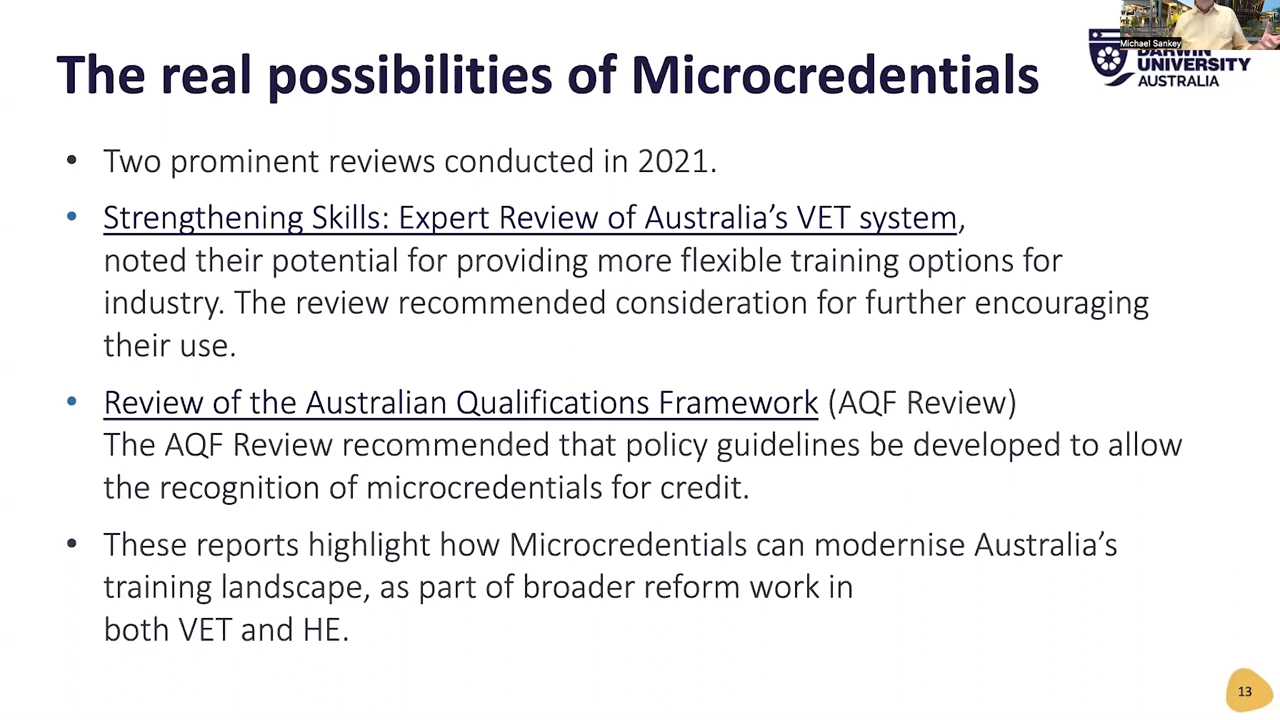 The real possibilities of Microcredentials
Michael Sankey
DARWIN
UNIVERSITY
AUSTRALIA
• Two prominent reviews conducted in 2021.
• Strengthening Skills: Expert Review of Australia’s VET system,
noted their potential for providing more flexible training options for
industry. The review recommended consideration for further encouraging
their use.
• Review of the Australian Qualifications Framework (AQF Review)
The AQF Review recommended that policy guidelines be developed to allow
the recognition of microcredentials for credit.
• These reports highlight how Microcredentials can modernise Australia’s
training landscape, as part of broader reform work in
both VET and HE.
13